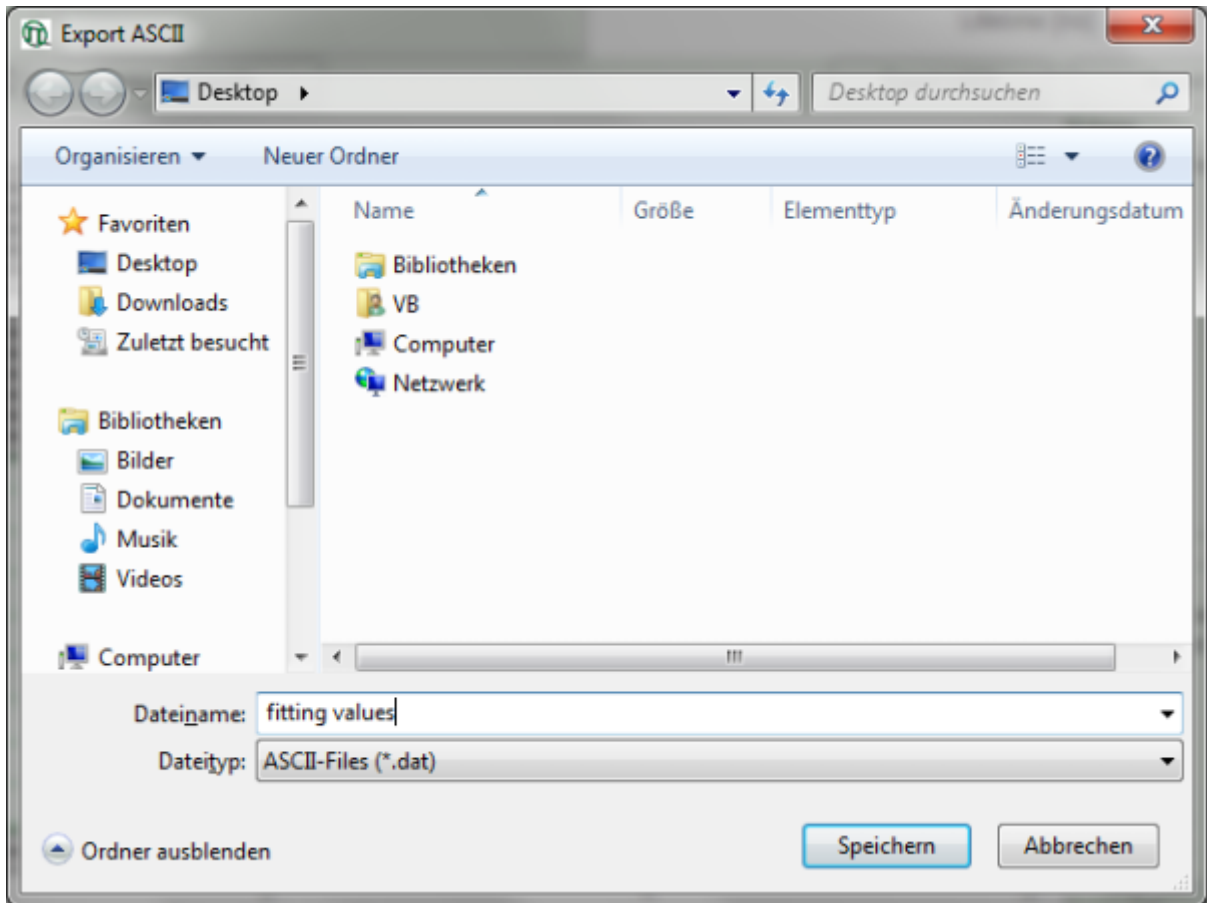 Export ASCII
Desktop
Desktop durchsuchen
Organisieren
Neuer Ordner
Favoriten
Desktop
Downloads
Zuletzt besucht
Bibliotheken
Bilder
Dokumente
Musik
Videos
Computer
Name Größe Elementtyp Änderungsdatum
Bibliotheken
VB
Computer
Netzwerk
Dateiname: fitting values
Dateityp: ASCII-Files (*.dat)
Ordner ausblenden
Speichern
Abbrechen